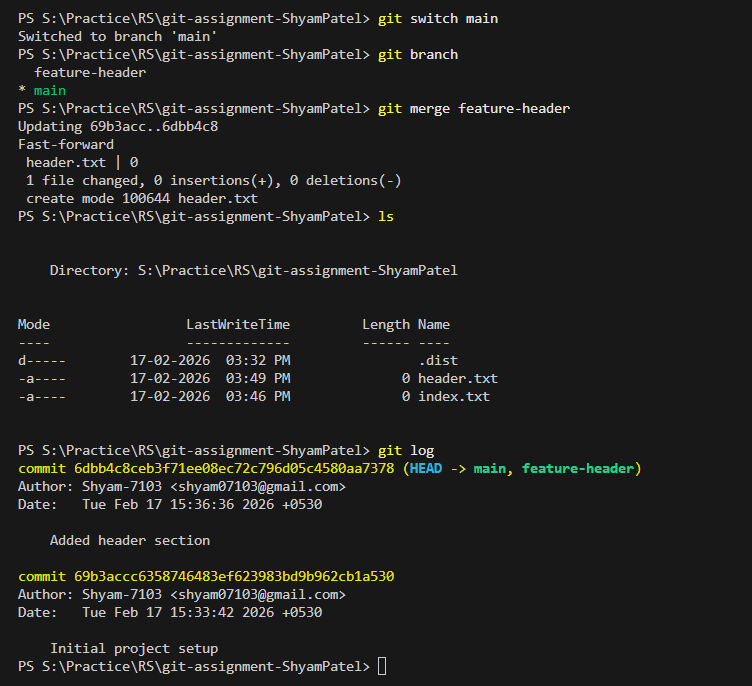 PS S:\Practice\RS\git-assignment-ShyamPatel> git switch main
Switched to branch 'main'
PS S:\Practice\RS\git-assignment-ShyamPatel> git branch
  feature-header
* main
PS S:\Practice\RS\git-assignment-ShyamPatel> git merge feature-header
Updating 69b3acc..6dbb4c8
Fast-forward
 header.txt | 0
 1 file changed, 0 insertions(+), 0 deletions(-)
 create mode 100644 header.txt
PS S:\Practice\RS\git-assignment-ShyamPatel> ls
    Directory: S:\Practice\RS\git-assignment-ShyamPatel
Mode                 LastWriteTime         Length Name
----                 -------------         ------ ----
d-----        17-02-2026  03:32 PM                .dist
-a----        17-02-2026  03:49 PM              0 header.txt
-a----        17-02-2026  03:46 PM              0 index.txt
PS S:\Practice\RS\git-assignment-ShyamPatel> git log
commit 6dbb4c8ceb3f71ee08ec72c796d05c4580aa7378 (HEAD -> main, feature-header)
Author: Shyam-7103 <shyam07103@gmail.com>
Date:   Tue Feb 17 15:36:36 2026 +0530
    Added header section
commit 69b3accc6358746483ef623983bd9b962cb1a530
Author: Shyam-7103 <shyam07103@gmail.com>
Date:   Tue Feb 17 15:33:42 2026 +0530
    Initial project setup
PS S:\Practice\RS\git-assignment-ShyamPatel>